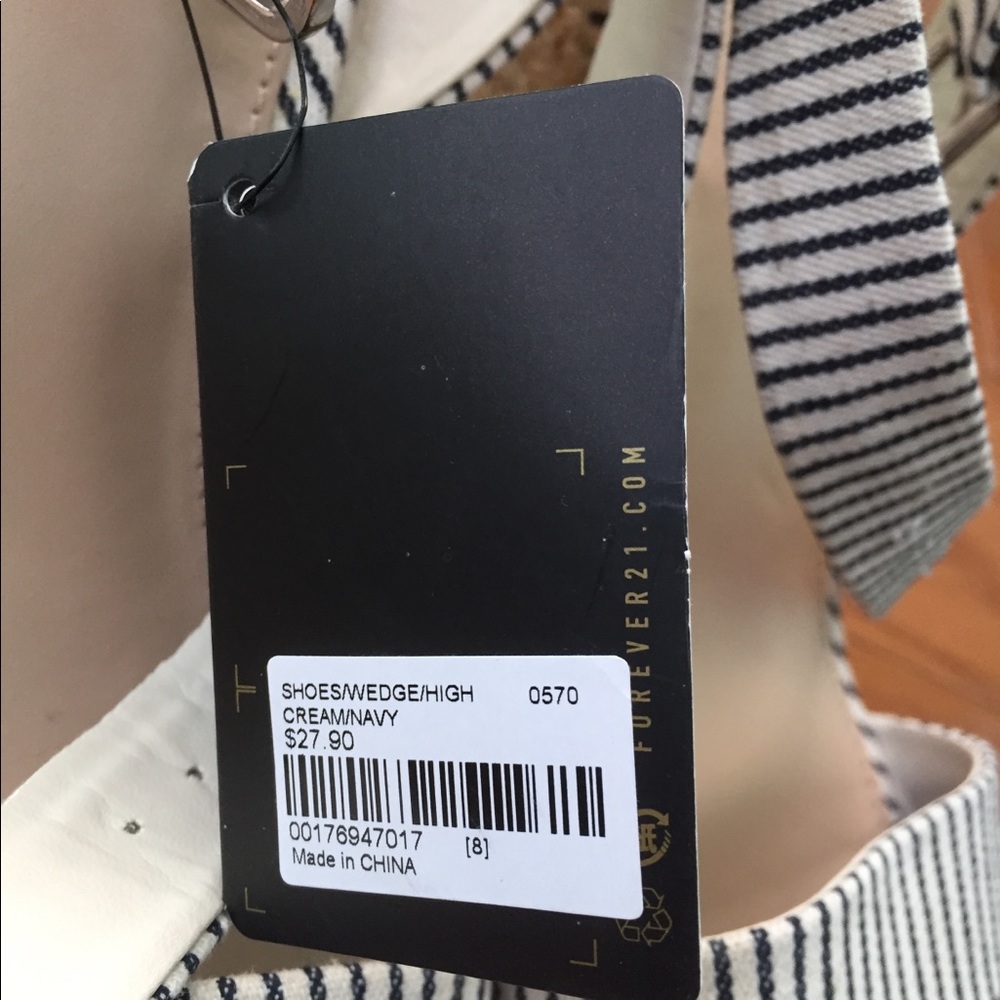 FOREVER21.COM
SHOES/WEDGE/HIGH 0570
CREAM/NAVY
$27.90
00176947017 [8]
Made in CHINA